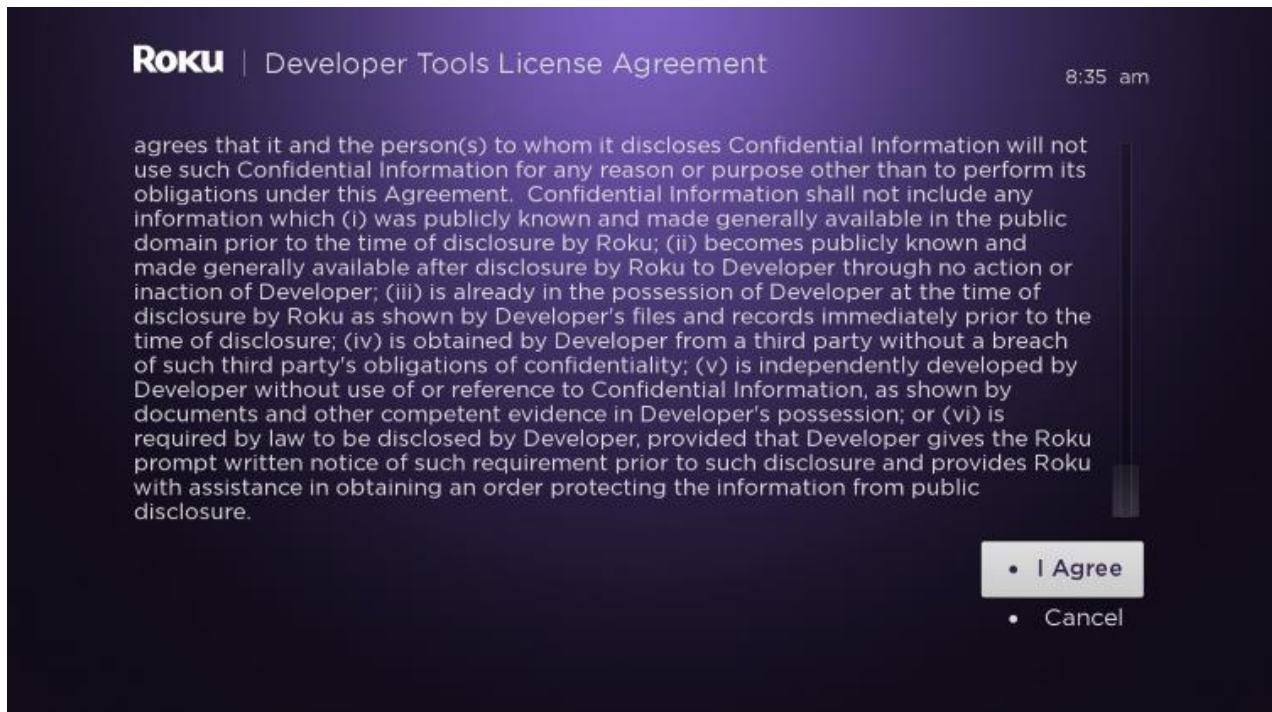 Roku | Developer Tools License Agreement
8:35 am
agrees that it and the person(s) to whom it discloses Confidential Information will not
use such Confidential Information for any reason or purpose other than to perform its
obligations under this Agreement.  Confidential Information shall not include any
information which (i) was publicly known and made generally available in the public
domain prior to the time of disclosure by Roku; (ii) becomes publicly known and
made generally available after disclosure by Roku to Developer through no action or
inaction of Developer; (iii) is already in the possession of Developer at the time of
disclosure by Roku as shown by Developer's files and records immediately prior to the
time of disclosure; (iv) is obtained by Developer from a third party without a breach
of such third party's obligations of confidentiality; (v) is independently developed by
Developer without use of or reference to Confidential Information, as shown by
documents and other competent evidence in Developer's possession; or (vi) is
required by law to be disclosed by Developer, provided that Developer gives the Roku
prompt written notice of such requirement prior to such disclosure and provides Roku
with assistance in obtaining an order protecting the information from public
disclosure.
• I Agree
• Cancel